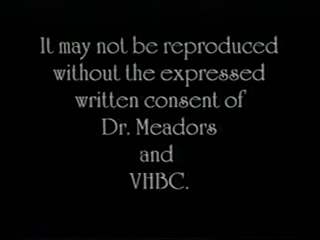 It may not be reproduced
without the expressed
written consent of
Dr. Meadors
and
VHBC.